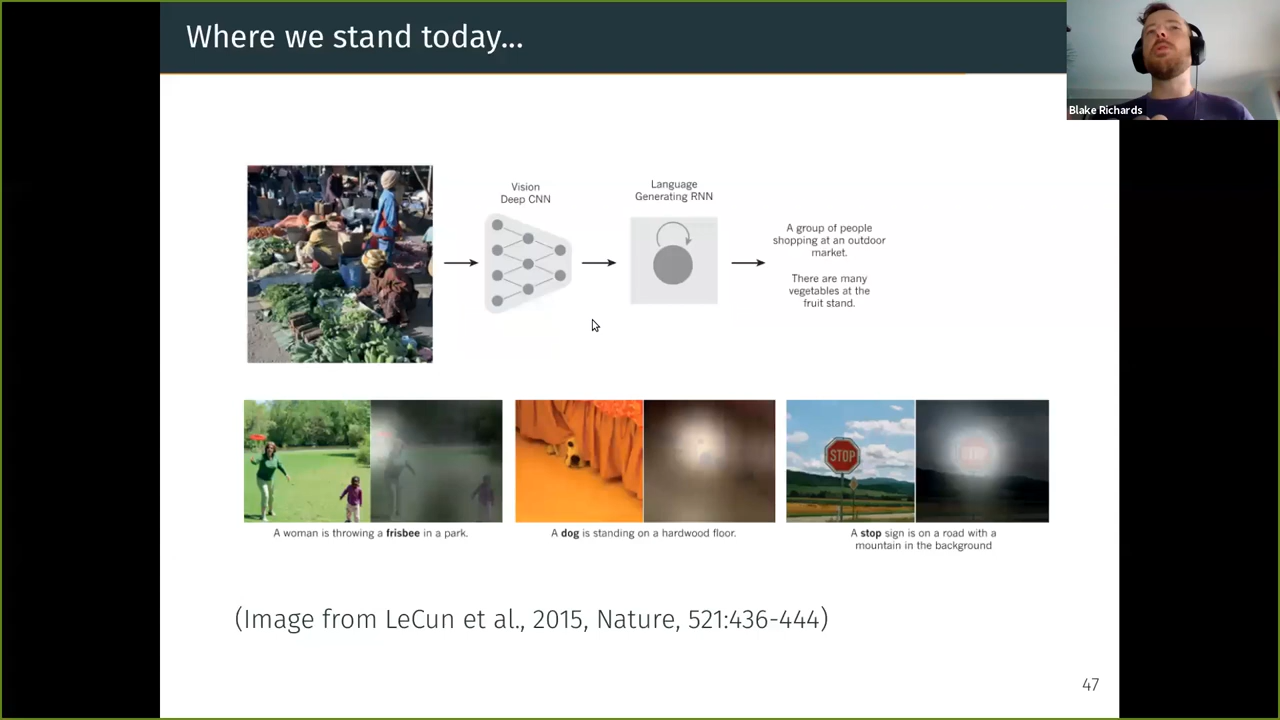 Where we stand today...
Blake Richards
Vision
Deep CNN
Language
Generating RNN
A group of people
shopping at an outdoor
market.
There are many
vegetables at the
fruit stand.
STOP
A woman is throwing a frisbee in a park.
A dog is standing on a hardwood floor.
A stop sign is on a road with a
mountain in the background
(Image from LeCun et al., 2015, Nature, 521:436-444)
47